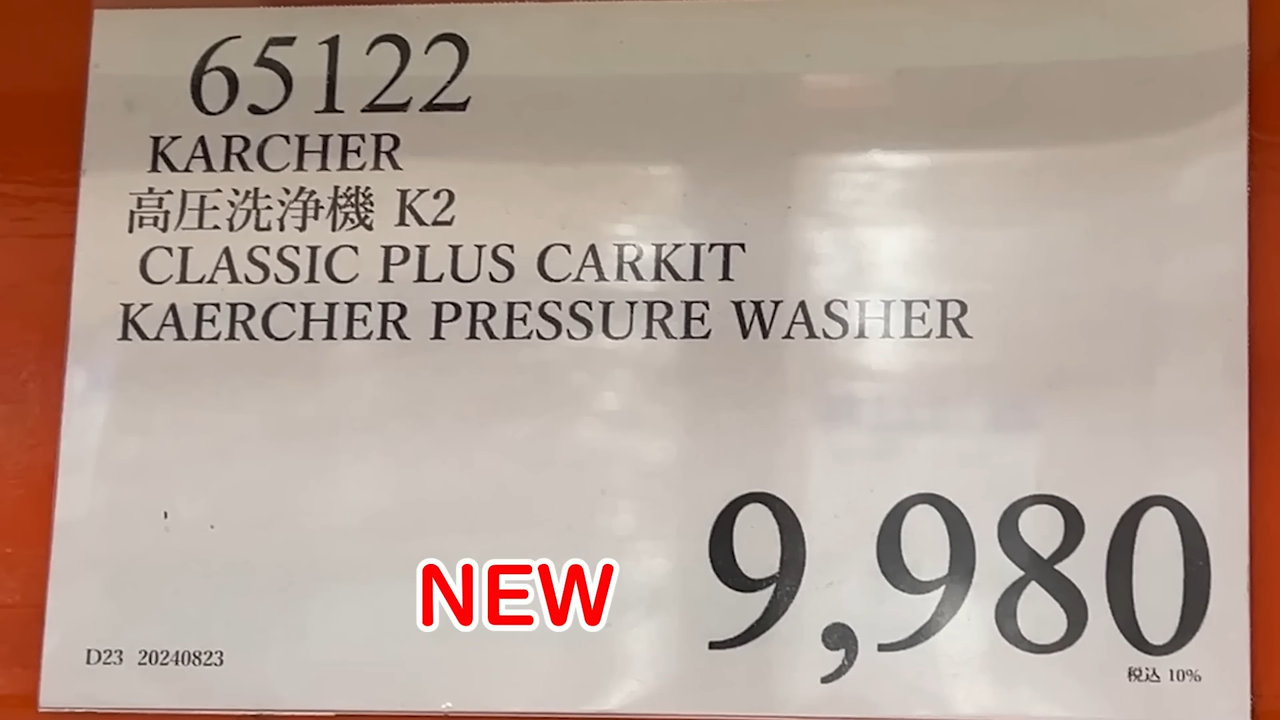 65122
KARCHER
高圧洗浄機 K2
CLASSIC PLUS CARKIT
KAERCHER PRESSURE WASHER
9,980
NEW
D23 20240823
税込 10%